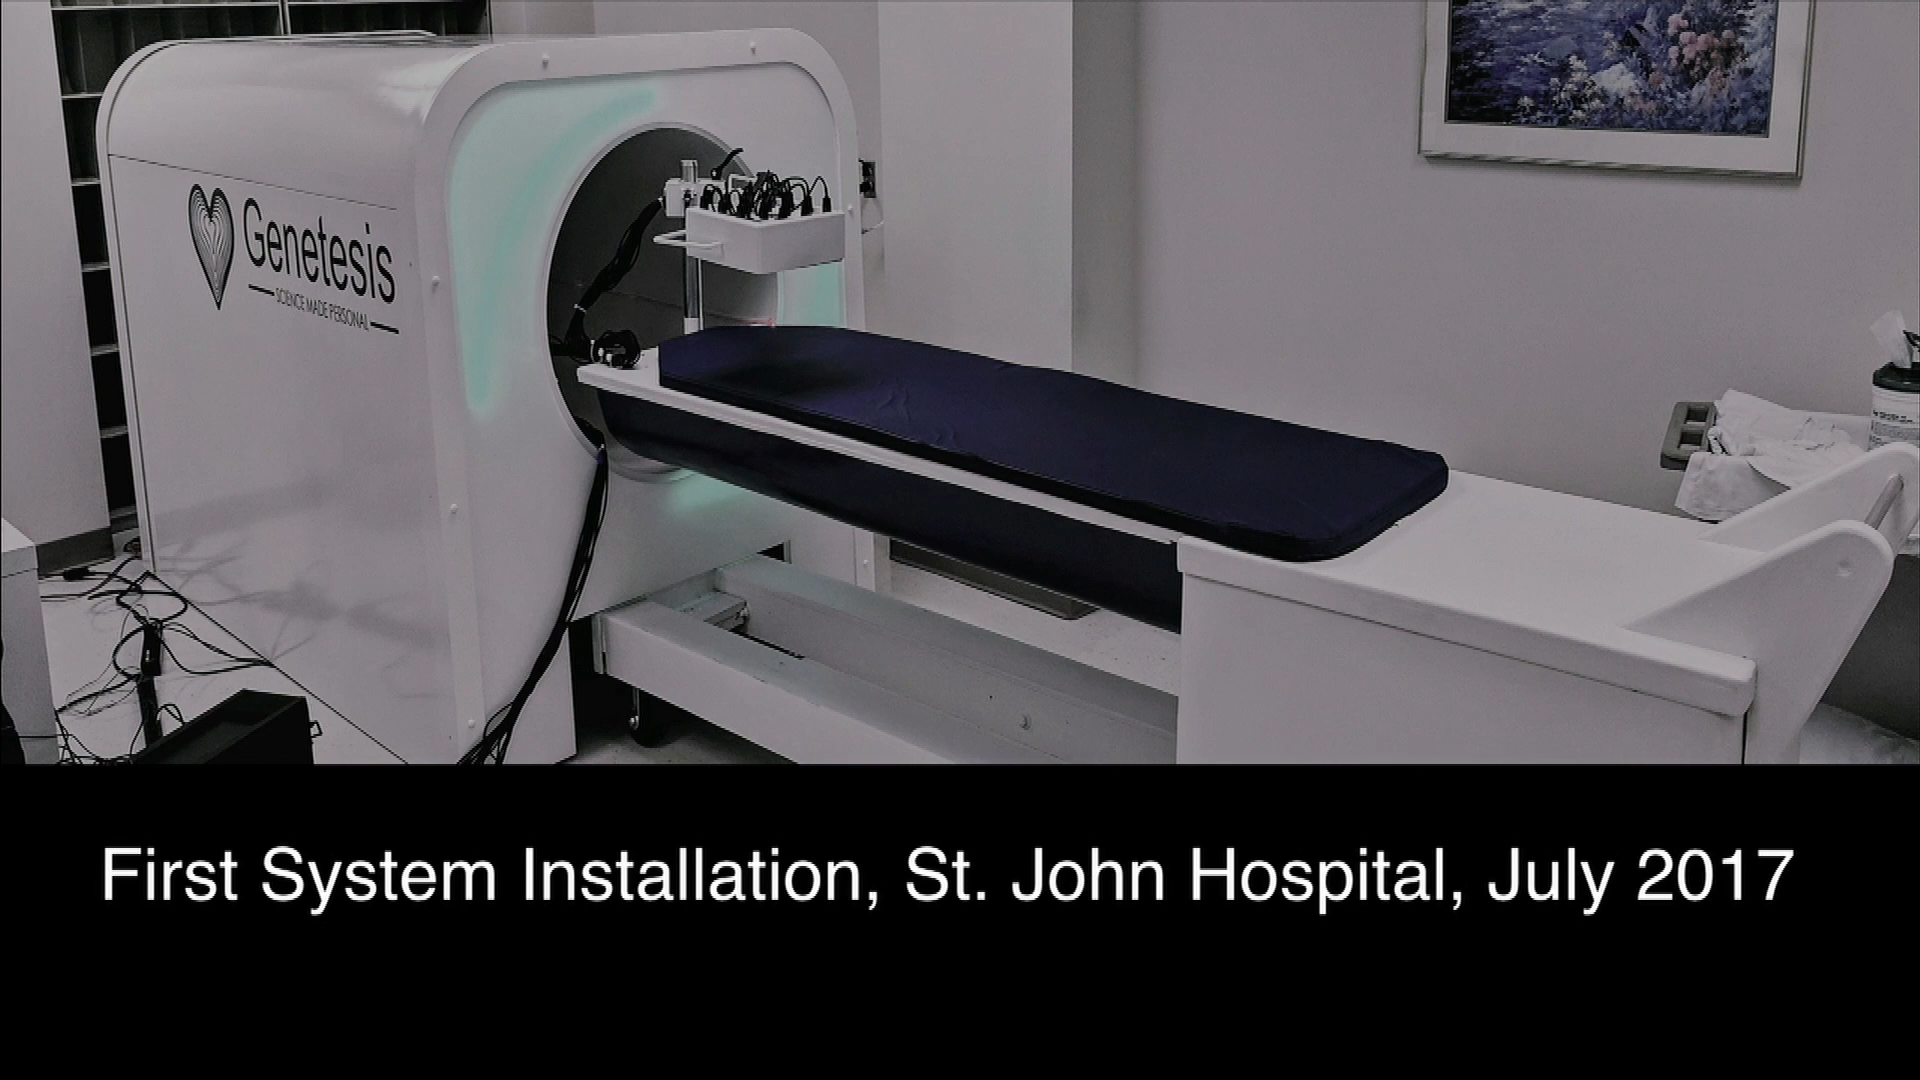 Genetesis
SCIENCE MADE PERSONAL
First System Installation, St. John Hospital, July 2017